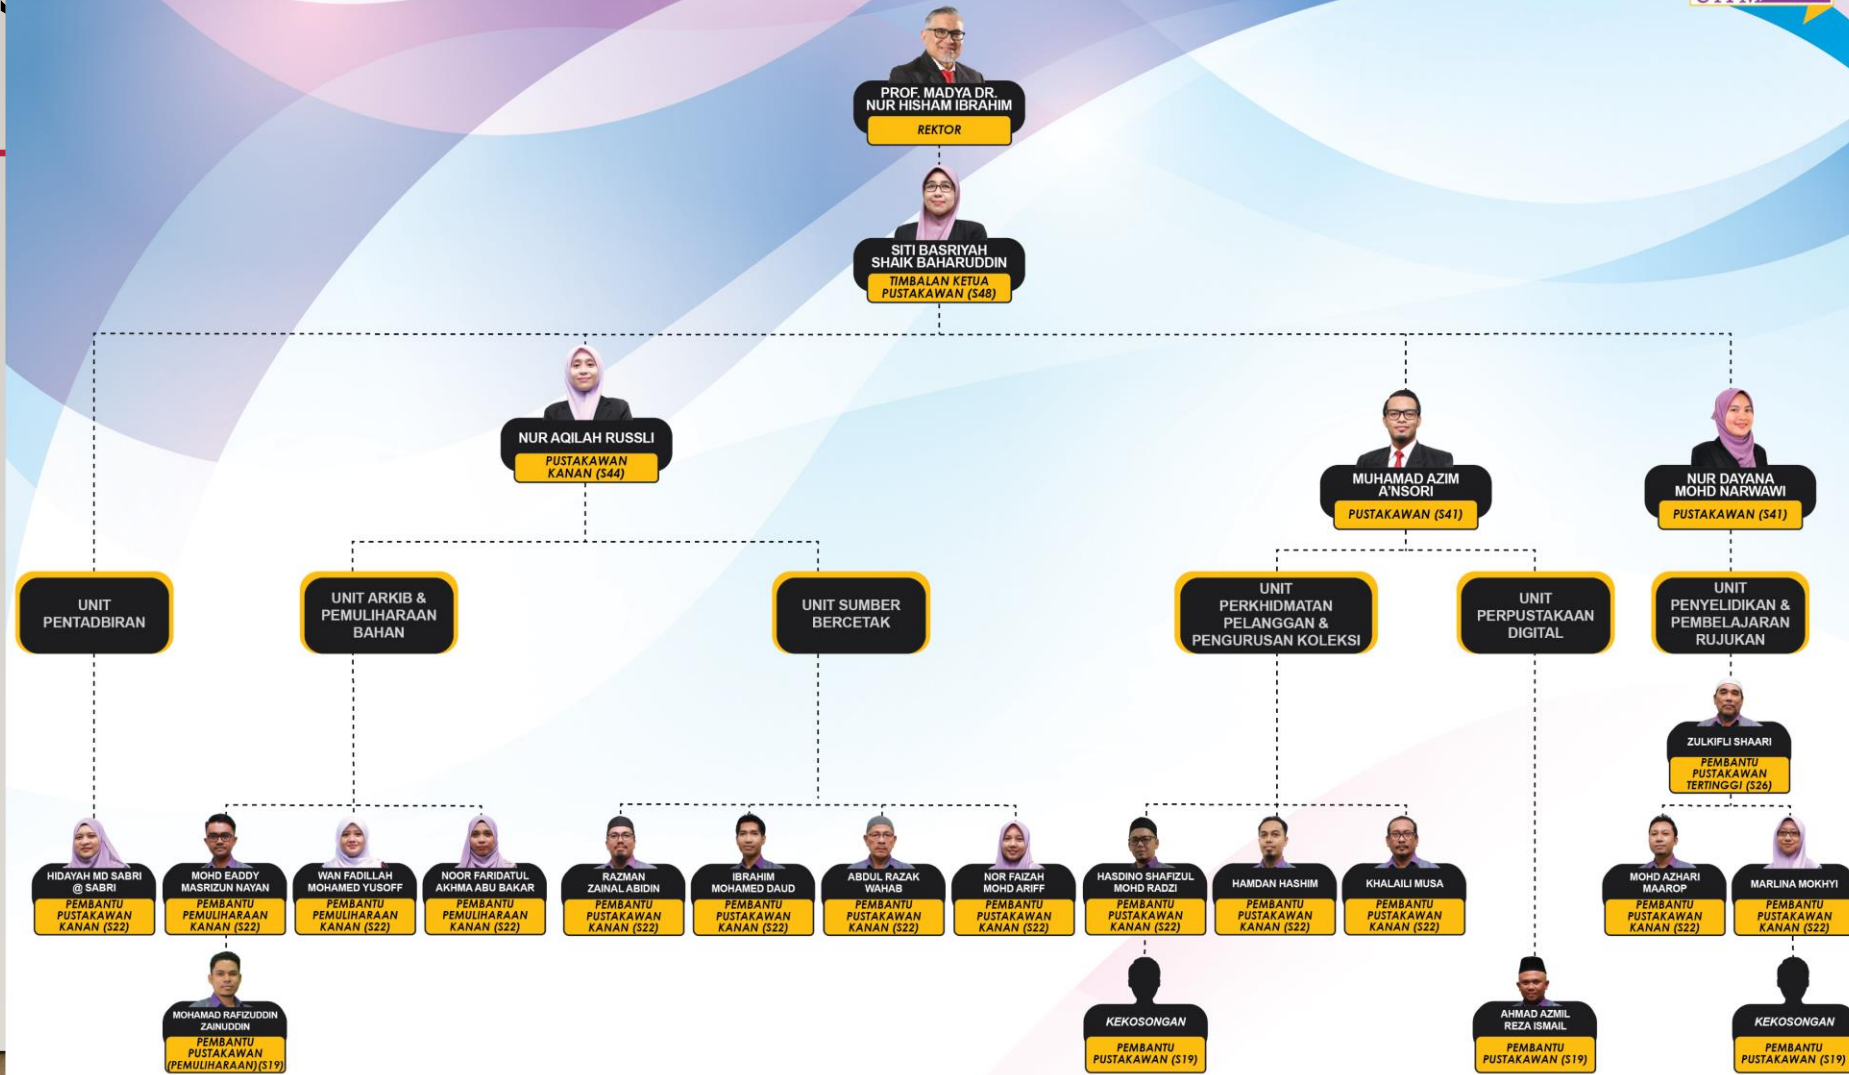 UiTM
PROF. MADYA DR.
NUR HISHAM IBRAHIM
REKTOR
SITI BASRIYAH
SHAIK BAHARUDDIN
TIMBALAN KETUA
PUSTAKAWAN (S48)
NUR AQILAH RUSSLI
PUSTAKAWAN
KANAN (S44)
MUHAMAD AZIM
A'NSORI
PUSTAKAWAN (S41)
NUR DAYANA
MOHD NARWAWI
PUSTAKAWAN (S41)
UNIT
PENTADBIRAN
UNIT ARKIB &
PEMULIHARAAN
BAHAN
UNIT SUMBER
BERCETAK
UNIT
PERKHIDMATAN
PELANGGAN &
PENGURUSAN KOLEKSI
UNIT
PERPUSTAKAAN
DIGITAL
UNIT
PENYELIDIKAN &
PEMBELAJARAN
RUJUKAN
ZULKIFLI SHAARI
PEMBANTU
PUSTAKAWAN
TERTINGGI (S26)
HIDAYAH MD SABRI
@ SABRI
PEMBANTU
PUSTAKAWAN
KANAN (S22)
MOHD EADDY
MASRIZUN NAYAN
PEMBANTU
PEMULIHARAAN
KANAN (S22)
WAN FADILLAH
MOHAMED YUSOFF
PEMBANTU
PEMULIHARAAN
KANAN (S22)
NOOR FARIDATUL
AKHMA ABU BAKAR
PEMBANTU
PEMULIHARAAN
KANAN (S22)
RAZMAN
ZAINAL ABIDIN
PEMBANTU
PUSTAKAWAN
KANAN (S22)
IBRAHIM
MOHAMED DAUD
PEMBANTU
PUSTAKAWAN
KANAN (S22)
ABDUL RAZAK
WAHAB
PEMBANTU
PUSTAKAWAN
KANAN (S22)
NOR FAIZAH
MOHD ARIFF
PEMBANTU
PUSTAKAWAN
KANAN (S22)
HASDINO SHAFIZUL
MOHD RADZI
PEMBANTU
PUSTAKAWAN
KANAN (S22)
HAMDAN HASHIM
PEMBANTU
PUSTAKAWAN
KANAN (S22)
KHALAILI MUSA
PEMBANTU
PUSTAKAWAN
KANAN (S22)
MOHD AZHARI
MAAROP
PEMBANTU
PUSTAKAWAN
KANAN (S22)
MARLINA MOKHYI
PEMBANTU
PUSTAKAWAN
KANAN (S22)
MOHAMAD RAFIZUDDIN
ZAINUDDIN
PEMBANTU
PUSTAKAWAN
(PEMULIHARAAN)(S19)
KEKOSONGAN
PEMBANTU
PUSTAKAWAN (S19)
AHMAD AZMIL
REZA ISMAIL
PEMBANTU
PUSTAKAWAN (S19)
KEKOSONGAN
PEMBANTU
PUSTAKAWAN (S19)